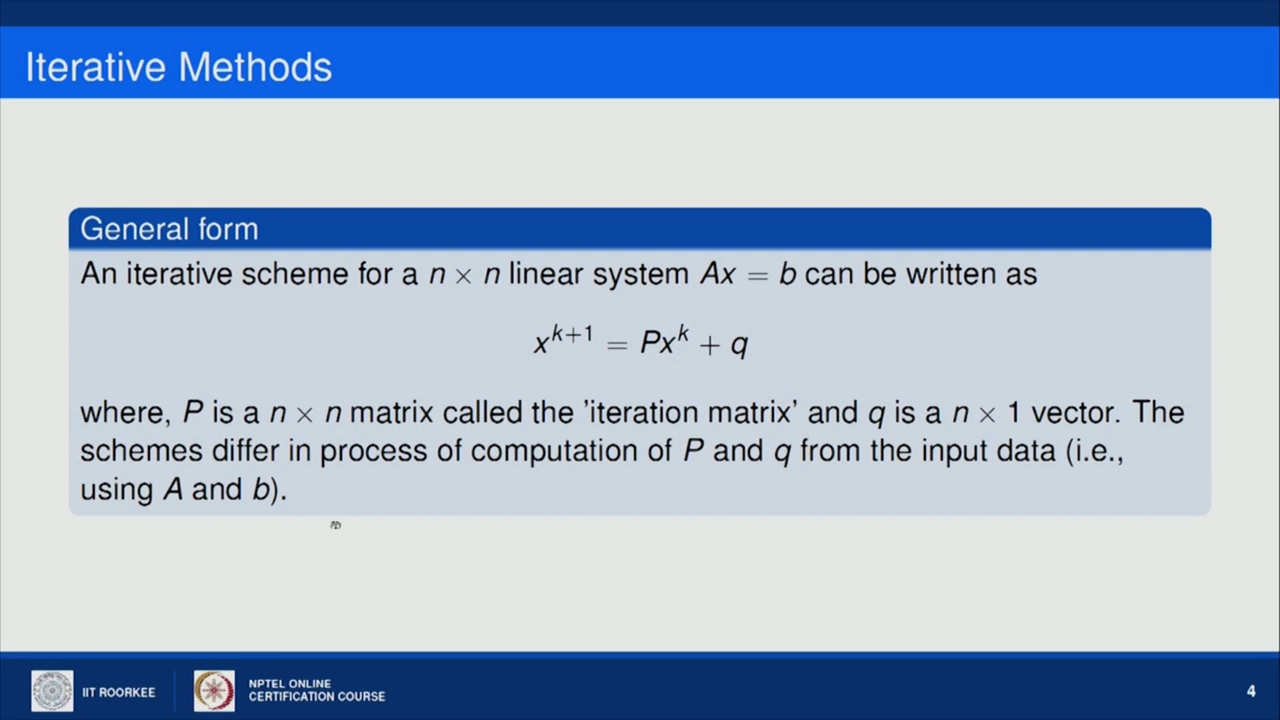 Iterative Methods
General form
An iterative scheme for a n × n linear system Ax = b can be written as
x^{k+1} = Px^k + q
where, P is a n × n matrix called the 'iteration matrix' and q is a n × 1 vector. The
schemes differ in process of computation of P and q from the input data (i.e.,
using A and b).
IIT ROORKEE
NPTEL ONLINE
CERTIFICATION COURSE
4